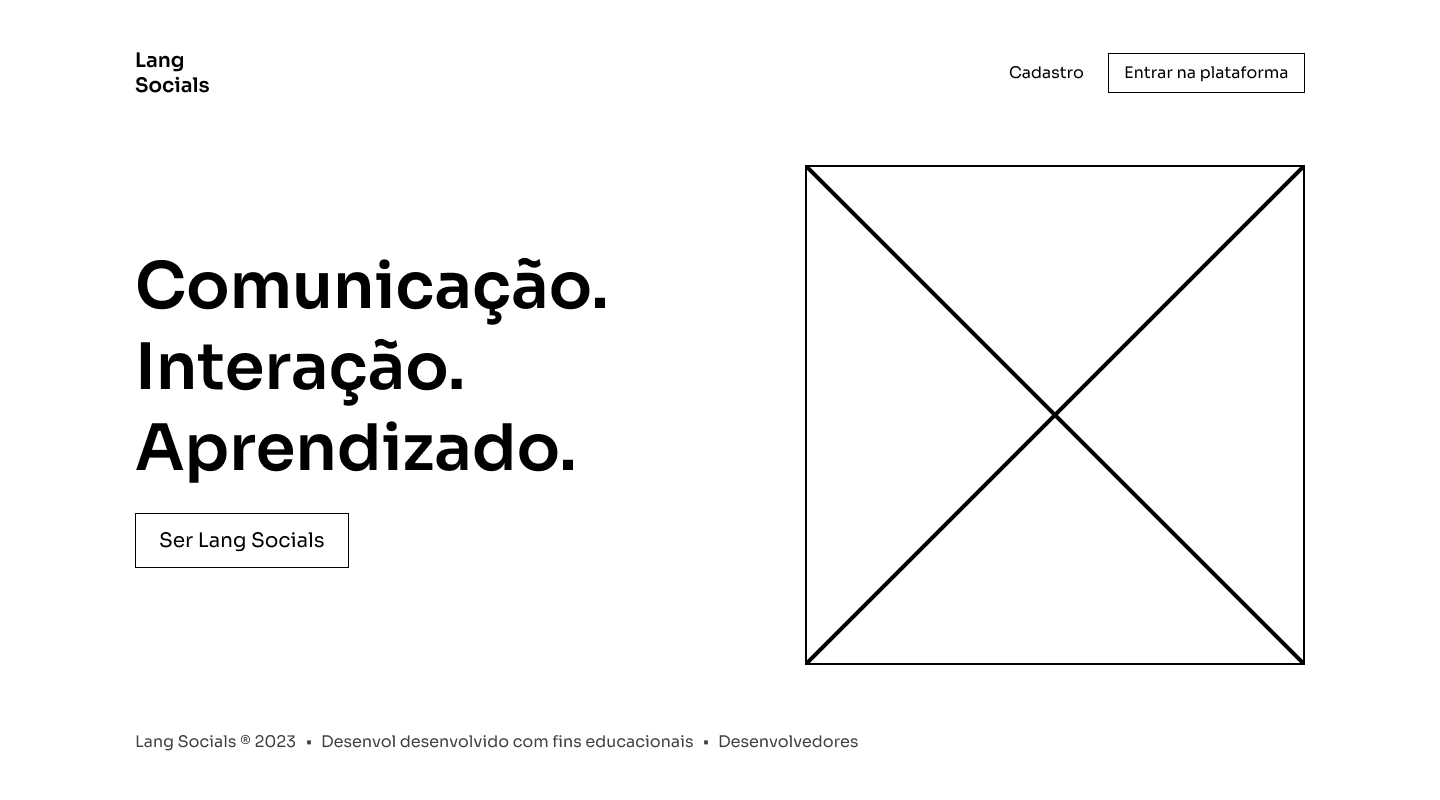 Lang
Socials
Cadastro
Entrar na plataforma
Comunicação.
Interação.
Aprendizado.
Ser Lang Socials
Lang Socials ® 2023 • Desenvol desenvolvido com fins educacionais • Desenvolvedores